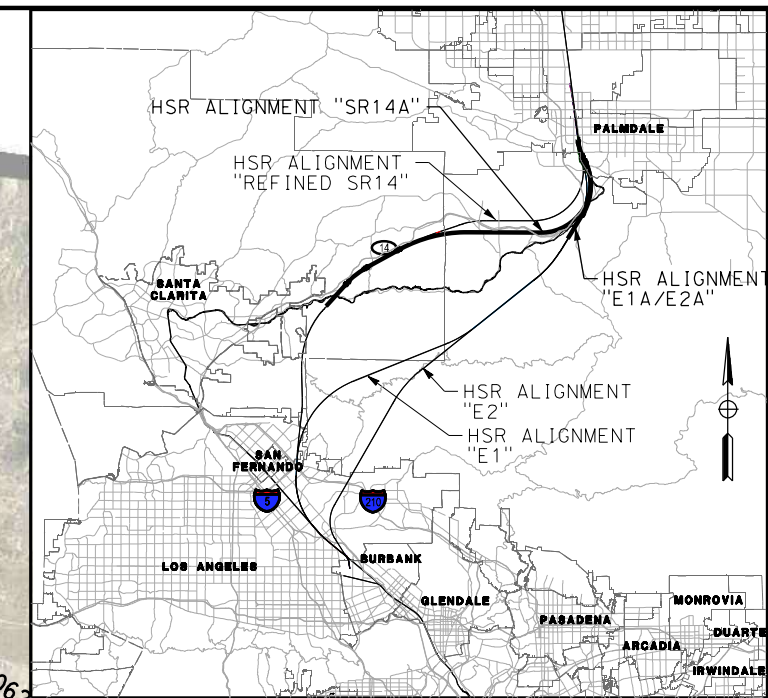 HSR ALIGNMENT "SR14A"
PALMDALE
HSR ALIGNMENT
"REFINED SR14"
14
SANTA
CLARITA
HSR ALIGNMENT
"E1A/E2A"
HSR ALIGNMENT
"E2"
HSR ALIGNMENT
"E1"
SAN
FERNANDO
5
210
LOS ANGELES
BURBANK
GLENDALE
PASADENA
MONROVIA
ARCADIA
DUARTE
IRWINDALE